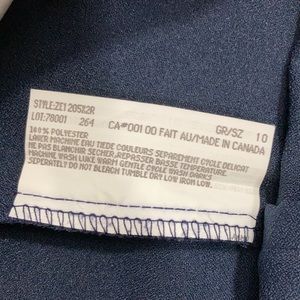 STYLE:ZE1205X2R
LOT:78001 264 CA#00100 FAIT AU/MADE IN CANADA GR/SZ 10
100% POLYESTER
LAVER MACHINE EAU TIEDE COULEURS SEPAREMENT CYCLE DELICAT
NE PAS BLANCHIR SECHER, REPASSER BASSE TEMPERATURE.
MACHINE WASH LUKE WARM GENTLE CYCLE WASH DARKS
SEPERATELY DO NOT BLEACH TUMBLE DRY LOW IRON LOW.